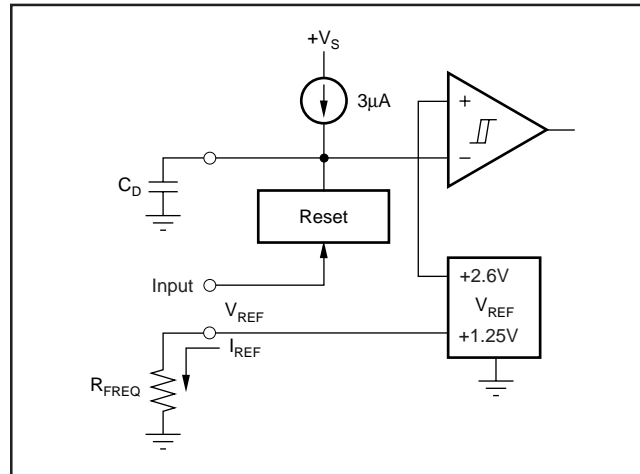 +V_S
3μA
+
−
C_D
Reset
Input
+2.6V
V_REF
V_REF
+1.25V
I_REF
R_FREQ